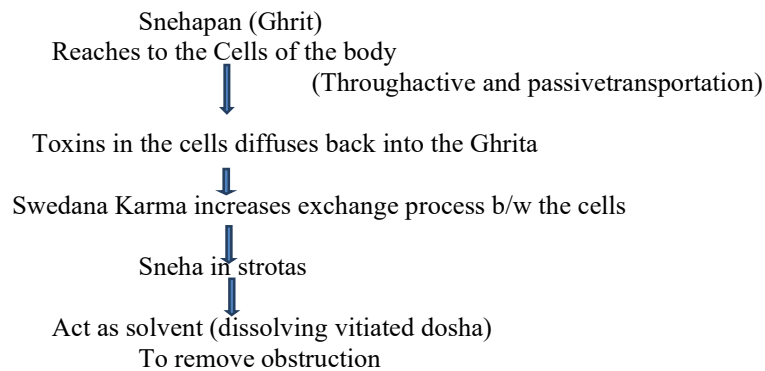 Snehapan (Ghrit)
Reaches to the Cells of the body
(Throughactive and passivetransportation)
Toxins in the cells diffuses back into the Ghrita
Swedana Karma increases exchange process b/w the cells
Sneha in strotas
Act as solvent (dissolving vitiated dosha)
To remove obstruction